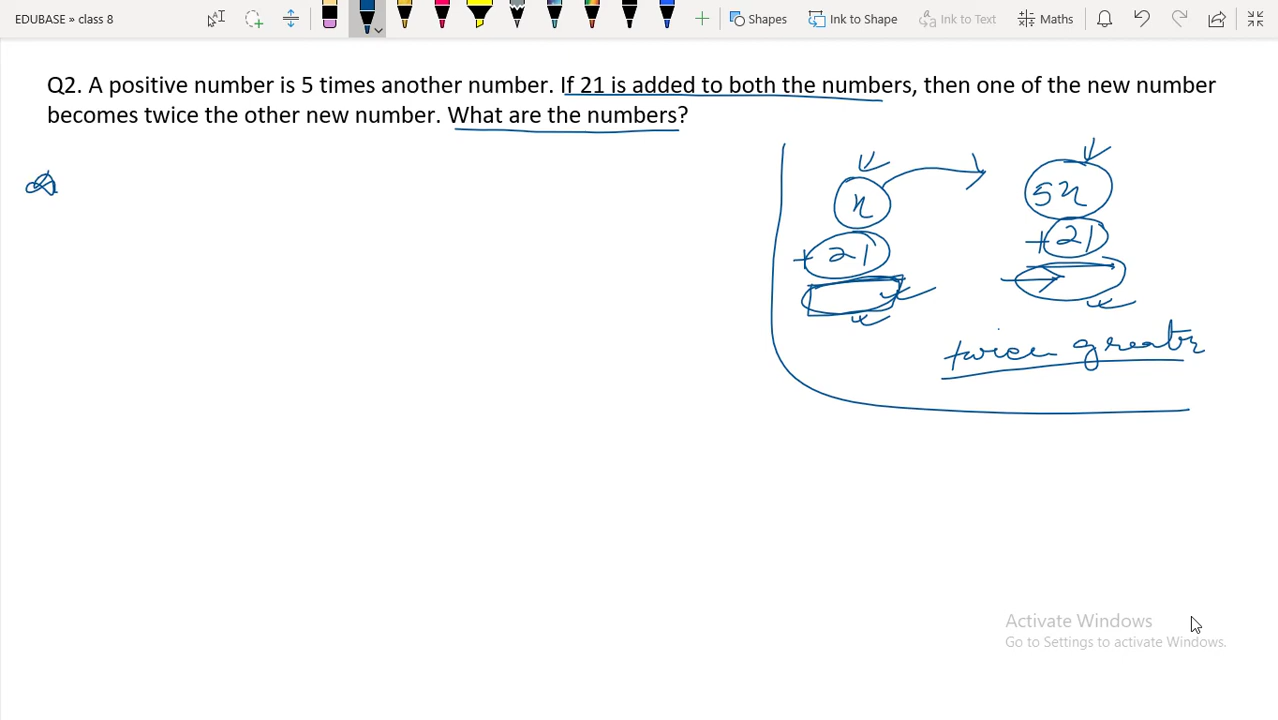 EDUBASE » class 8
Shapes Ink to Shape Ink to Text Maths
Q2. A positive number is 5 times another number. If 21 is added to both the numbers, then one of the new number
becomes twice the other new number. What are the numbers?
x 5x
+ 21 + 21
twice greatr
Activate Windows
Go to Settings to activate Windows.